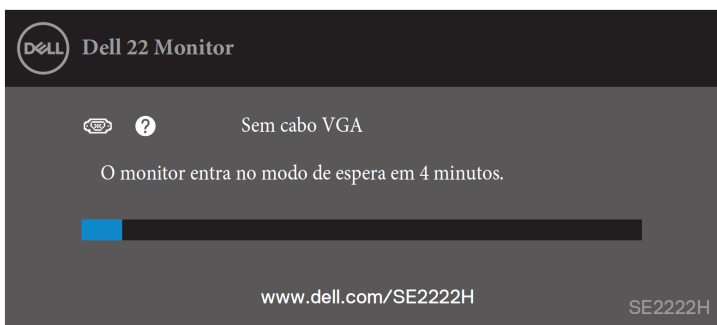 DELL Dell 22 Monitor
Sem cabo VGA
O monitor entra no modo de espera em 4 minutos.
www.dell.com/SE2222H
SE2222H